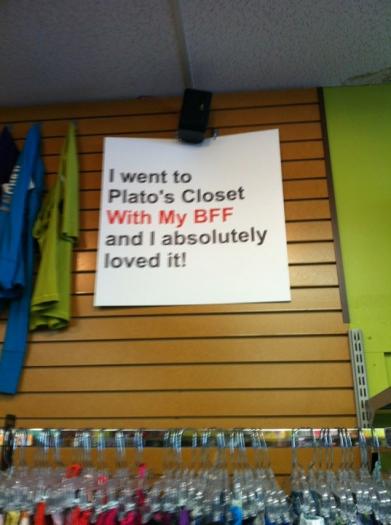 I went to
Plato's Closet
With My BFF
and I absolutely
loved it!